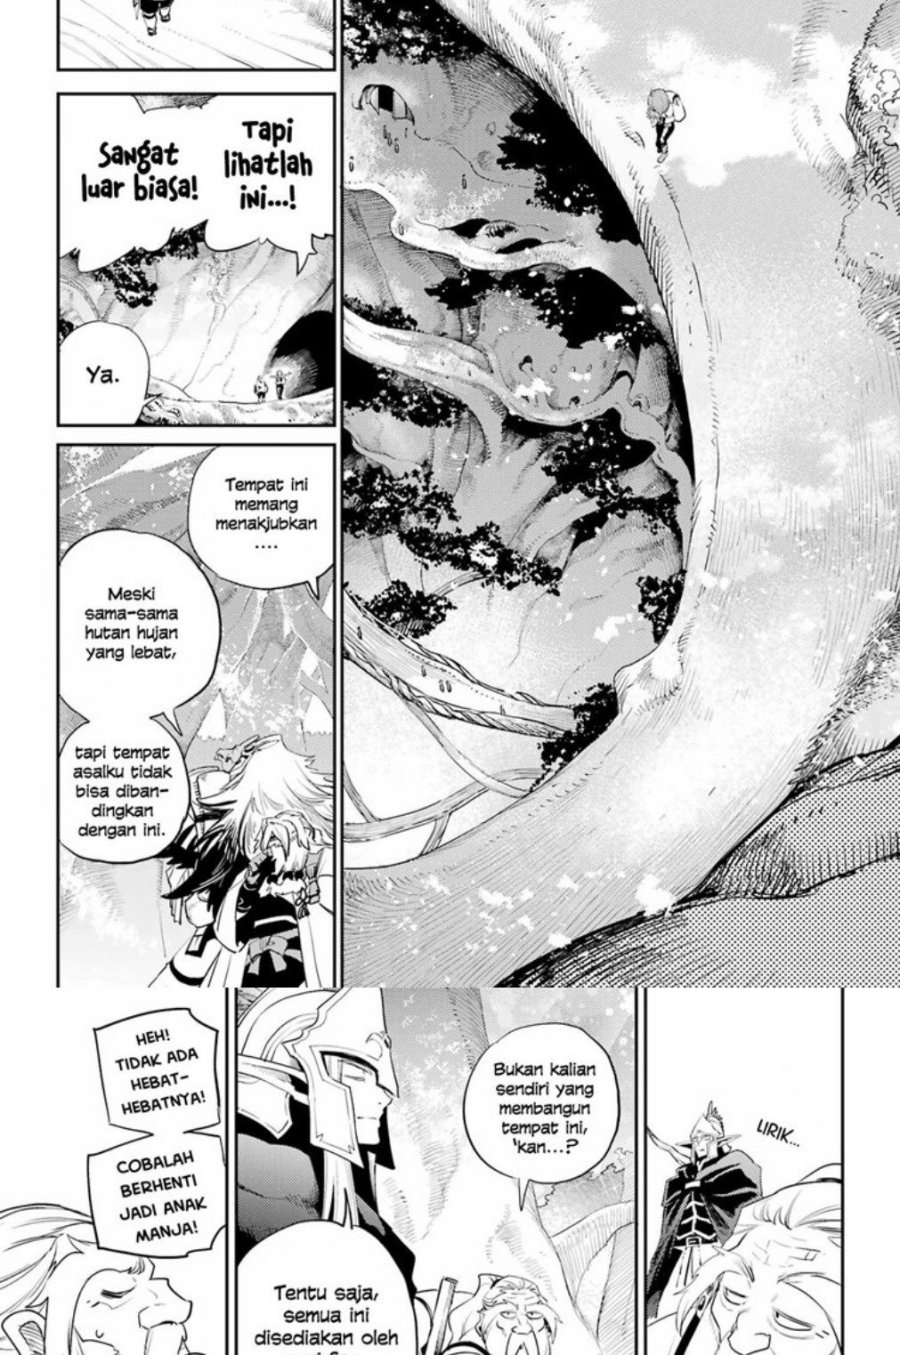 Tapi
lihatlah
ini...!
Sangat
luar biasa!
Ya.
Tempat ini
memang
menakjubkan
....
Meski
sama-sama
hutan hujan
yang lebat,
tapi tempat
asalku tidak
bisa diban-
dingkan
dengan ini.
LIRIK...
Bukan kalian
sendiri yang
membangun
tempat ini,
'kan...?
Tentu saja,
semua ini
disediakan oleh
HEH!
TIDAK ADA
HEBAT-
HEBATNYA!
COBALAH
BERHENTI
JADI ANAK
MANJA!